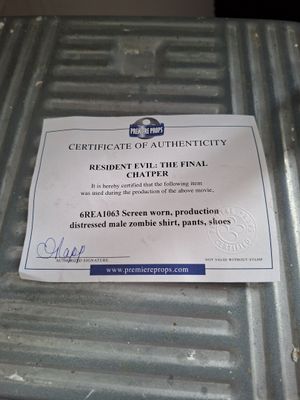 PREMIERE PROPS
CERTIFICATE OF AUTHENTICITY
RESIDENT EVIL: THE FINAL
CHATPER
It is hereby certified that the following item
was used during the production of the above movie,
6REA1063 Screen worn, production
distressed male zombie shirt, pants, shoes
AUTHORIZED SIGNATURE
NOT VALID WITHOUT STAMP
www.premiereprops.com